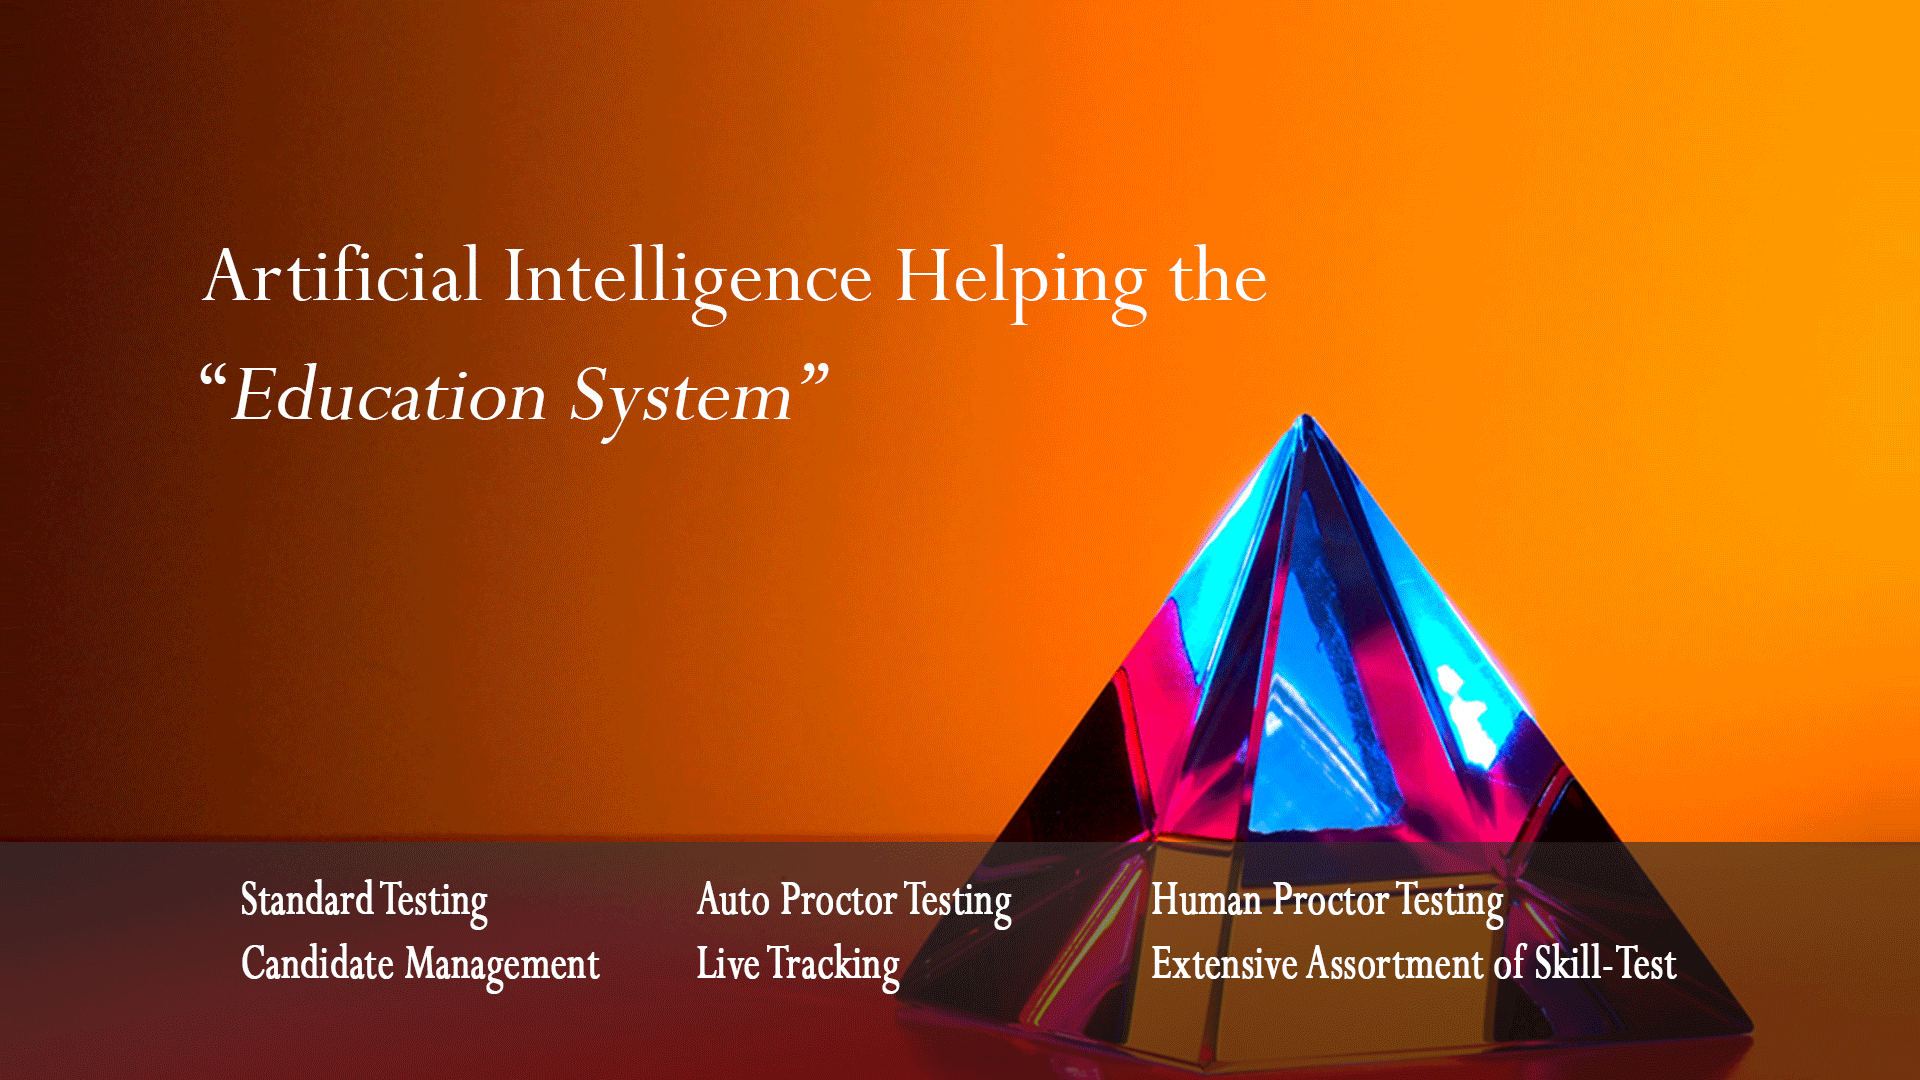 Artificial Intelligence Helping the
“Education System”
Standard Testing
Auto Proctor Testing
Human Proctor Testing
Candidate Management
Live Tracking
Extensive Assortment of Skill-Test